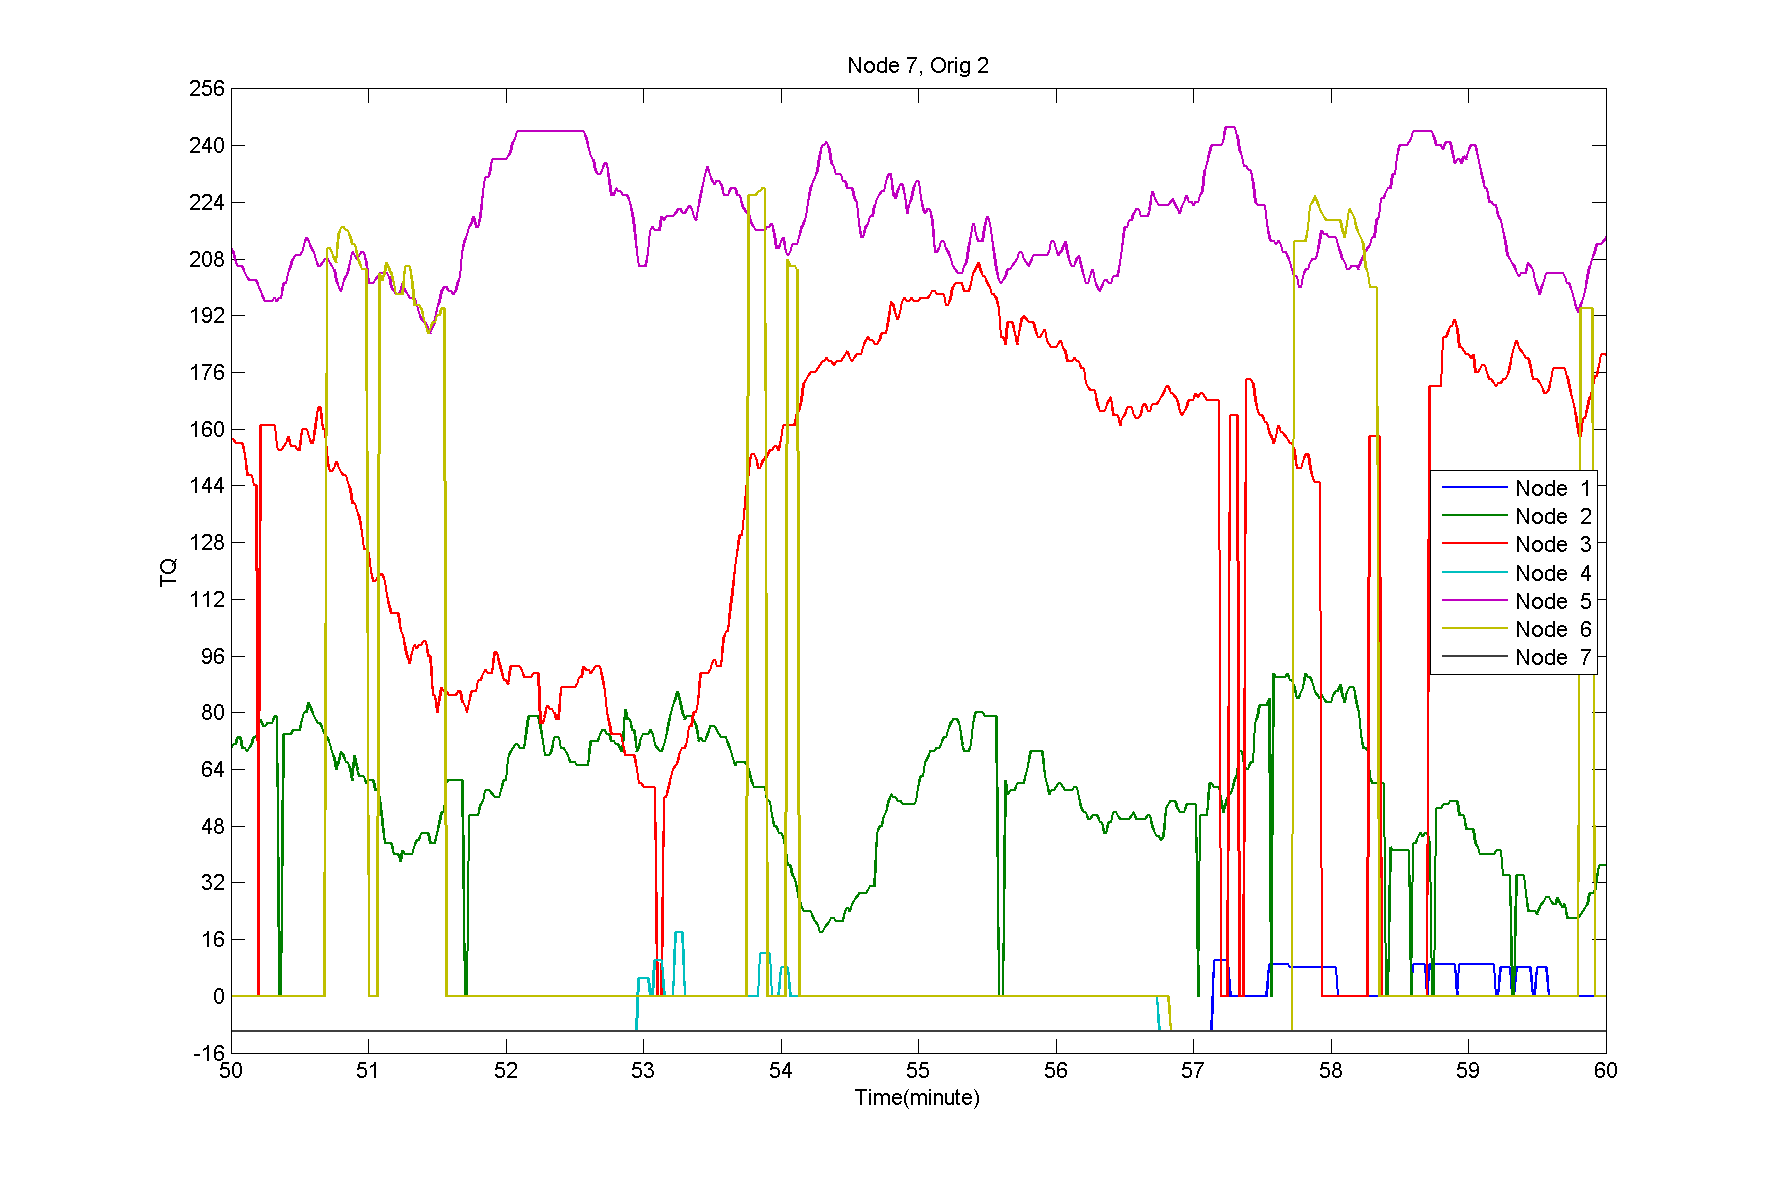 Node 7, Orig 2
256
240
224
208
192
176
160
144
128
112
96
80
64
48
32
16
0
-16
TQ
Node 1
Node 2
Node 3
Node 4
Node 5
Node 6
Node 7
50 51 52 53 54 55 56 57 58 59 60
Time(minute)